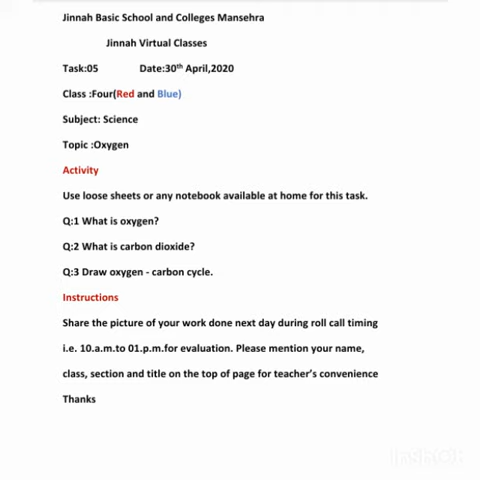 Jinnah Basic School and Colleges Mansehra
Jinnah Virtual Classes
Task:05 Date:30th April,2020
Class :Four(Red and Blue)
Subject: Science
Topic :Oxygen
Activity
Use loose sheets or any notebook available at home for this task.
Q:1 What is oxygen?
Q:2 What is carbon dioxide?
Q:3 Draw oxygen - carbon cycle.
Instructions
Share the picture of your work done next day during roll call timing
i.e. 10.a.m.to 01.p.m.for evaluation. Please mention your name,
class, section and title on the top of page for teacher's convenience
Thanks